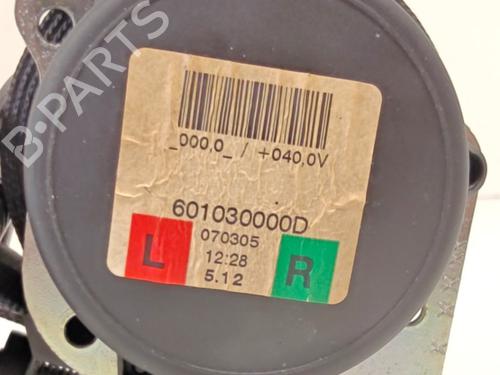 B-PARTS
_000,0_ / +040,0V
601030000D
070305
L
12:28
R
5.12